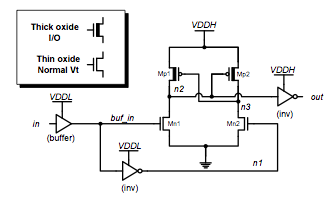 Thick oxide
I/O
Thin oxide
Normal Vt
VDDH
Mp1
Mp2
n2
n3
VDDH
out
(inv)
VDDL
in
buf_in
(buffer)
Mn1
Mn2
VDDL
n1
(inv)